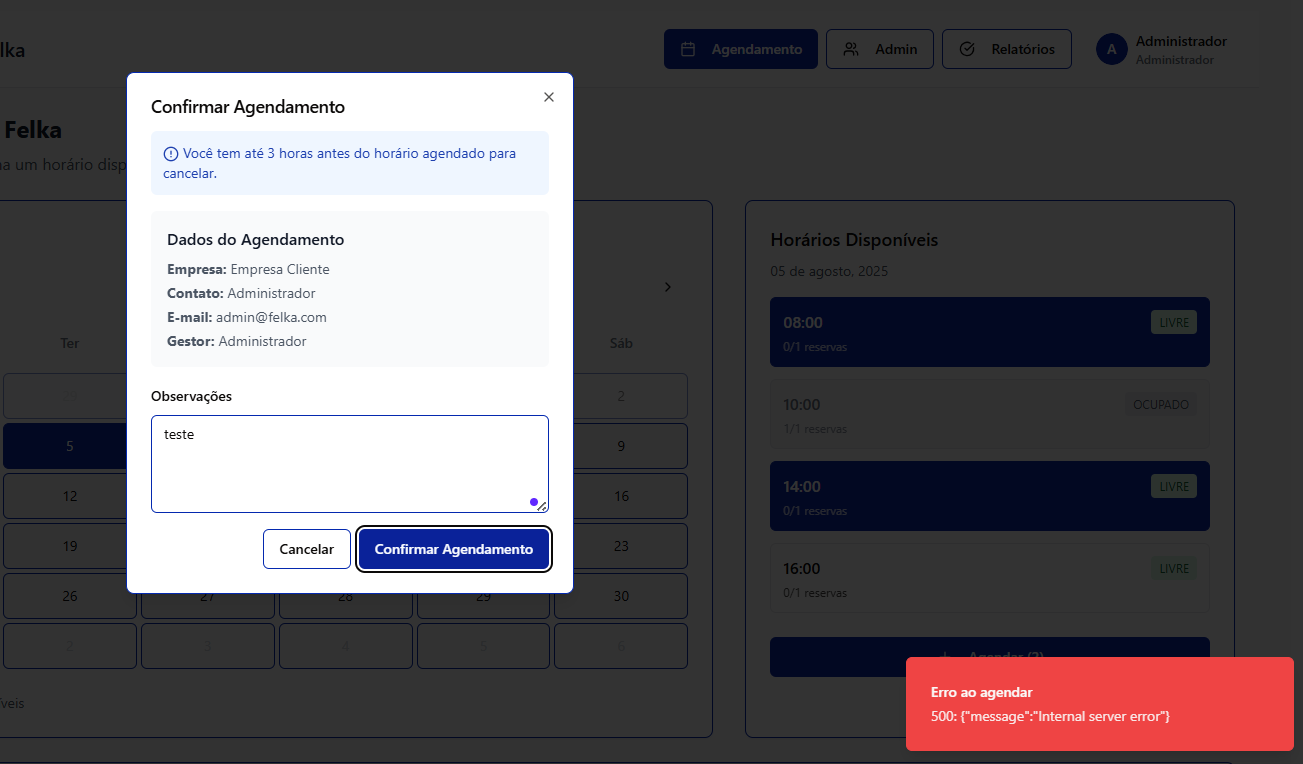 lka
Agendamento
Admin
Relatórios
A
Administrador
Administrador
Felka
na um horário disp
Confirmar Agendamento
Você tem até 3 horas antes do horário agendado para
cancelar.
Dados do Agendamento
Empresa: Empresa Cliente
Contato: Administrador
E-mail: admin@felka.com
Gestor: Administrador
Observações
teste
Cancelar
Confirmar Agendamento
Ter
Sáb
2
5
9
12
16
19
23
26
27
28
29
30
2
3
4
5
6
íveis
Horários Disponíveis
05 de agosto, 2025
08:00
LIVRE
0/1 reservas
10:00
OCUPADO
1/1 reservas
14:00
LIVRE
0/1 reservas
16:00
LIVRE
0/1 reservas
Agendar (2)
Erro ao agendar
500: {"message":"Internal server error"}